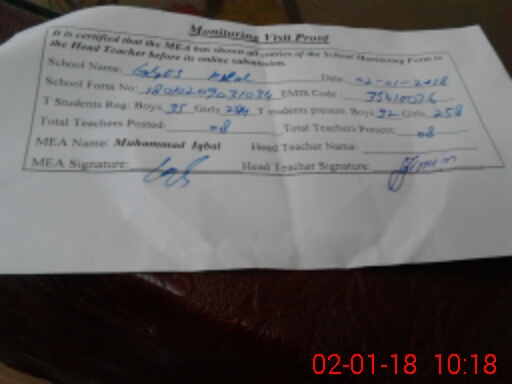 Monitoring Visit Proof
It is certified that the MEA has shown all entries of the School Monitoring Form to
the Head Teacher before its online submission.
School Name: GGES Date: 02-01-2018
School Form No: EMIS Code: 35410036
T Students Reg: Boys 35 Girls T students present: Boys 32 Girls 258
Total Teachers Posted: 08 Total Teachers Present: 08
MEA Name: Muhammad Iqbal Head Teacher Name:
MEA Signature: Head Teacher Signature:
02-01-18 10:18